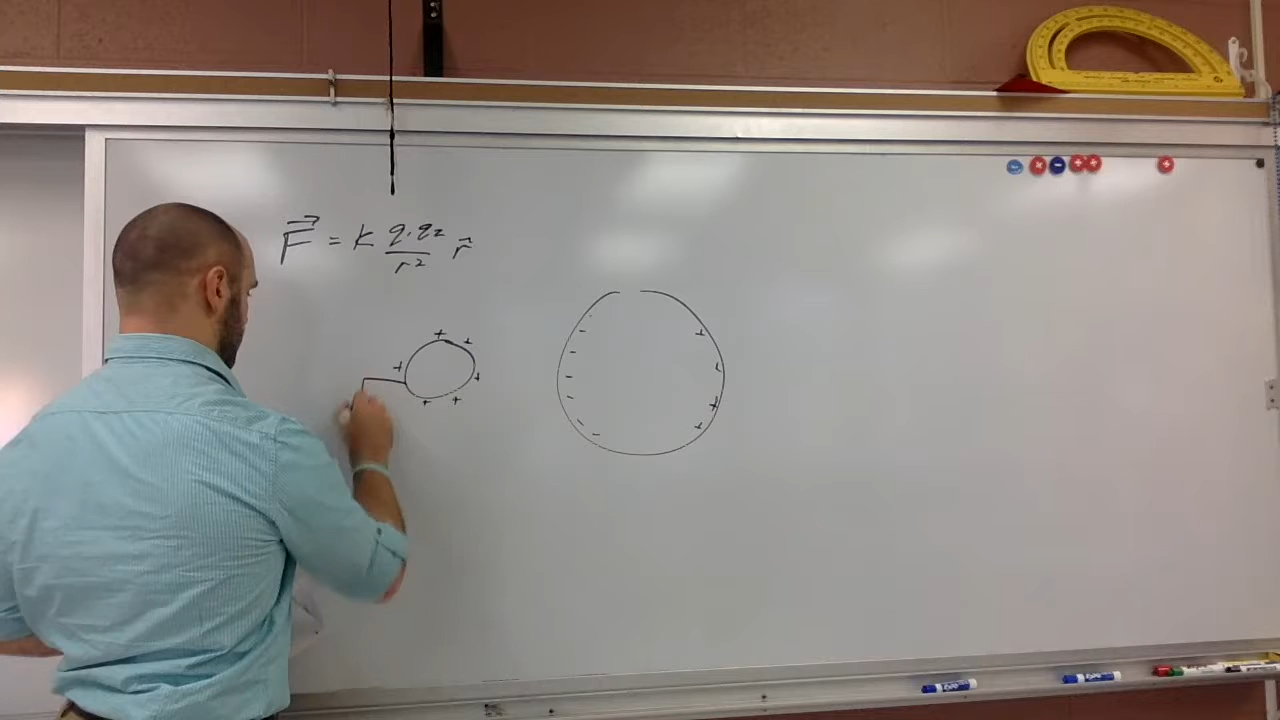 F⃗ = K q₁q₂/r² r⃗
+ +
+ - +
- +
- +
- +
+ + - +
-